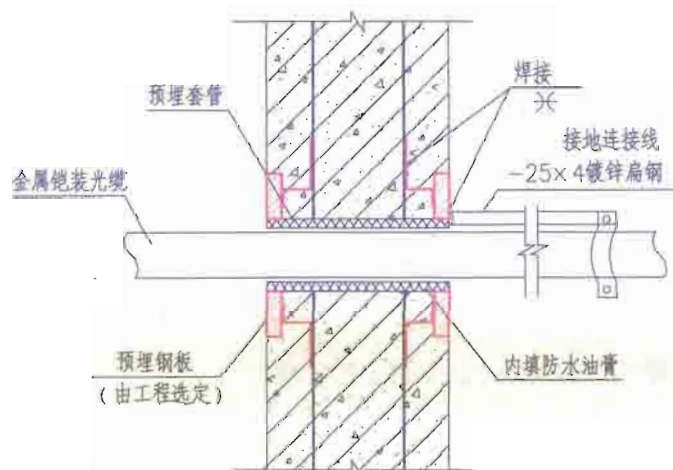 焊接
预埋套管
接地连接线
金属铠装光缆
-25×4镀锌扁钢
预埋钢板
内填防水油膏
(由工程选定)